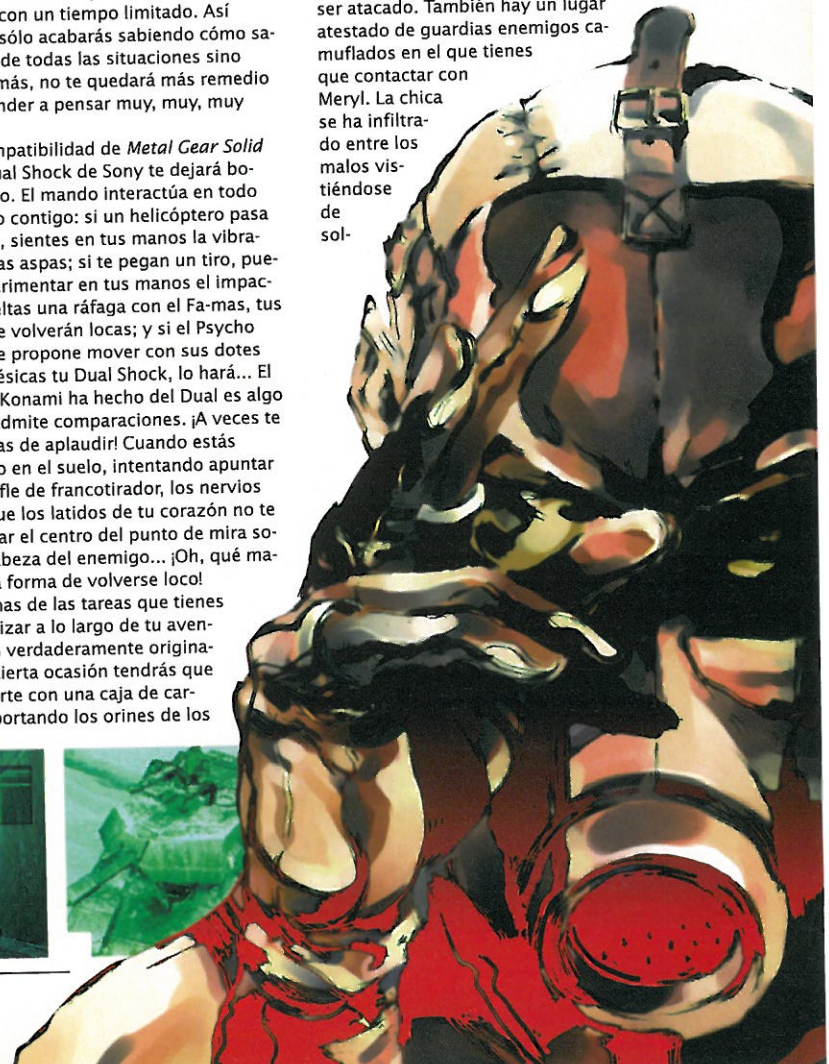 con un tiempo limitado. Así
sólo acabarás sabiendo cómo sa-
de todas las situaciones sino
más, no te quedará más remedio
nder a pensar muy, muy, muy
mpatibilidad de Metal Gear Solid
al Shock de Sony te dejará bo-
o. El mando interactúa en todo
o contigo: si un helicóptero pasa
, sientes en tus manos la vibra-
as aspas; si te pegan un tiro, pue-
rimentar en tus manos el impac-
eltas una ráfaga con el Fa-mas, tus
e volverán locas; y si el Psycho
e propone mover con sus dotes
ésicas tu Dual Shock, lo hará... El
Konami ha hecho del Dual es algo
dmite comparaciones. ¡A veces te
as de aplaudir! Cuando estás
o en el suelo, intentando apuntar
fle de francotirador, los nervios
ue los latidos de tu corazón no te
ar el centro del punto de mira so-
beza del enemigo... ¡Oh, qué ma-
a forma de volverse loco!
nas de las tareas que tienes
izar a lo largo de tu aven-
n verdaderamente origina-
ierta ocasión tendrás que
rte con una caja de car-
portando los orines de los
ser atacado. También hay un lugar
atestado de guardias enemigos ca-
muflados en el que tienes
que contactar con
Meryl. La chica
se ha infiltra-
do entre los
malos vis-
tiéndose
de
sol-